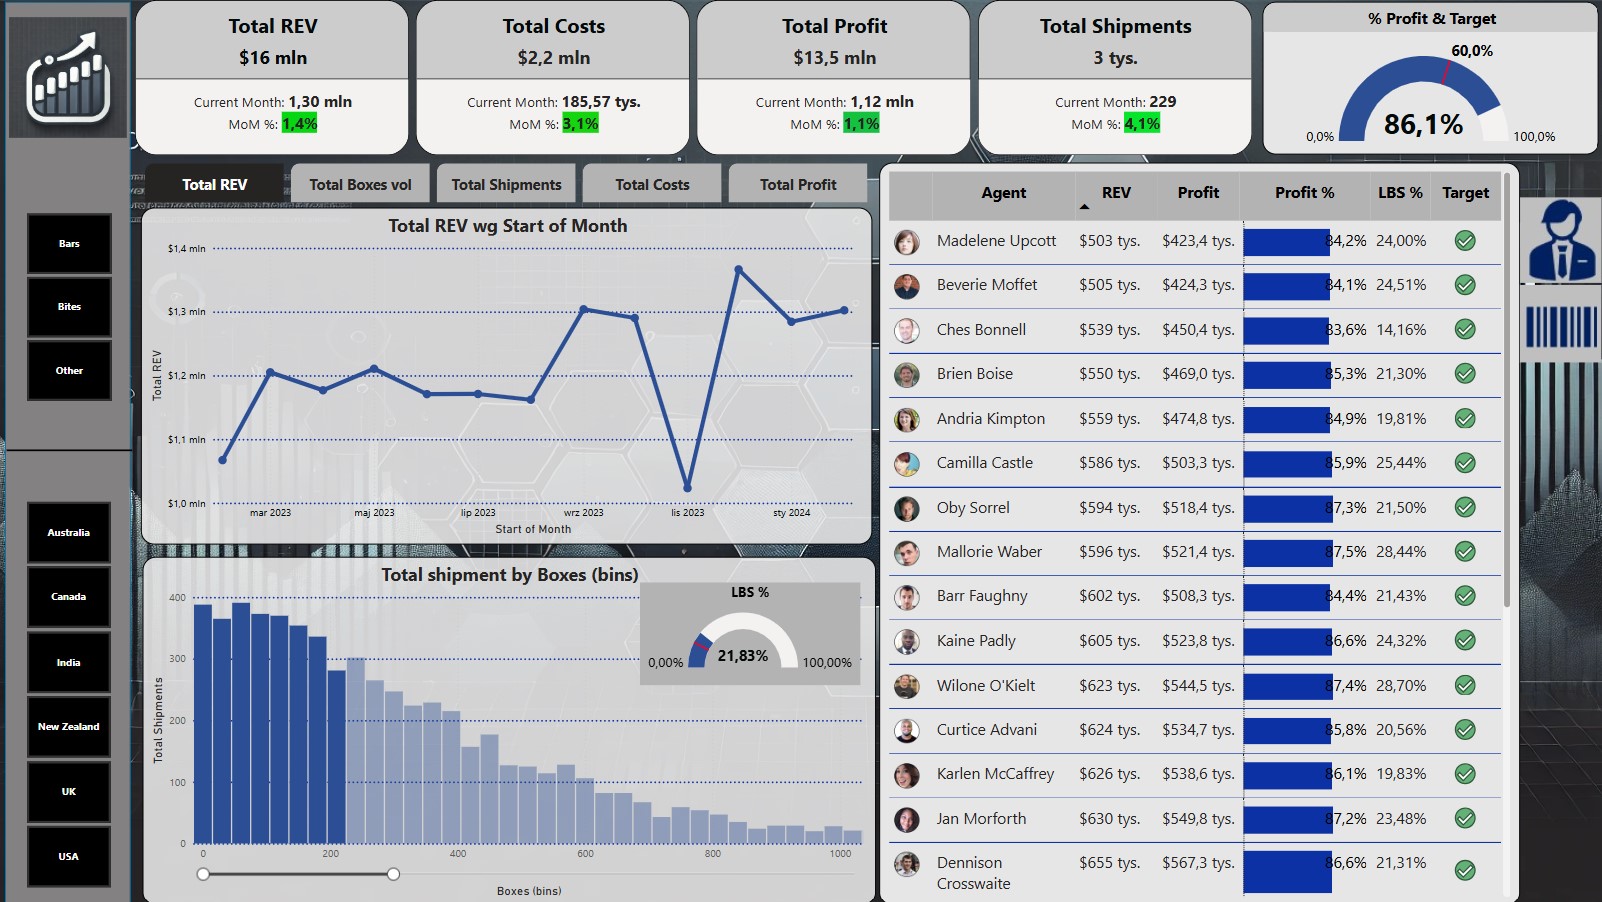 Total REV
$16 mln
Current Month: 1,30 mln
MoM %: 1,4%
Total Costs
$2,2 mln
Current Month: 185,57 tys.
MoM %: 3,1%
Total Profit
$13,5 mln
Current Month: 1,12 mln
MoM %: 1,1%
Total Shipments
3 tys.
Current Month: 229
MoM %: 4,1%
% Profit & Target
60,0%
86,1%
0,0%
100,0%
Bars
Bites
Other
Australia
Canada
India
New Zealand
UK
USA
Total REV
Total Boxes vol
Total Shipments
Total Costs
Total Profit
Total REV wg Start of Month
Total REV
$1,4 mln
$1,3 mln
$1,2 mln
$1,1 mln
$1,0 mln
mar 2023
maj 2023
lip 2023
wrz 2023
lis 2023
sty 2024
Start of Month
Total shipment by Boxes (bins)
LBS %
0,00%
21,83%
100,00%
Total Shipments
400
300
200
100
0
0
200
400
600
800
1000
Boxes (bins)
Agent REV Profit Profit % LBS % Target
Madelene Upcott $503 tys. $423,4 tys. 84,2% 24,00%
Beverie Moffet $505 tys. $424,3 tys. 84,1% 24,51%
Ches Bonnell $539 tys. $450,4 tys. 83,6% 14,16%
Brien Boise $550 tys. $469,0 tys. 85,3% 21,30%
Andria Kimpton $559 tys. $474,8 tys. 84,9% 19,81%
Camilla Castle $586 tys. $503,3 tys. 85,9% 25,44%
Oby Sorrel $594 tys. $518,4 tys. 87,3% 21,50%
Mallorie Waber $596 tys. $521,4 tys. 87,5% 28,44%
Barr Faughny $602 tys. $508,3 tys. 84,4% 21,43%
Kaine Padly $605 tys. $523,8 tys. 86,6% 24,32%
Wilone O'Kielt $623 tys. $544,5 tys. 87,4% 28,70%
Curtice Advani $624 tys. $534,7 tys. 85,8% 20,56%
Karlen McCaffrey $626 tys. $538,6 tys. 86,1% 19,83%
Jan Morforth $630 tys. $549,8 tys. 87,2% 23,48%
Dennison $655 tys. $567,3 tys. 86,6% 21,31%
Crosswaite